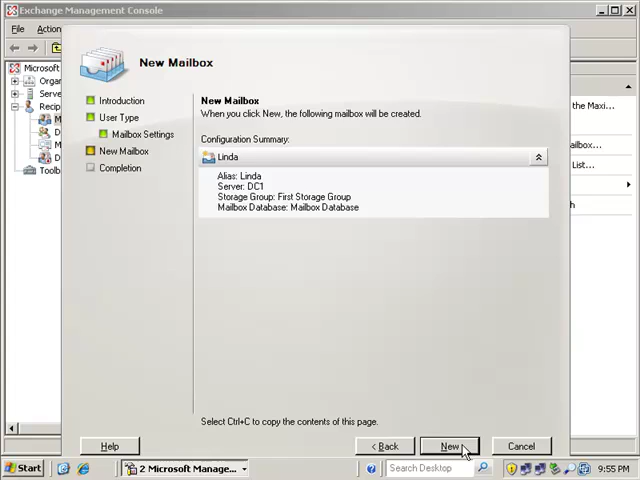 Exchange Management Console
File Action
Microsoft
Organ
Serve
Recip
M
D
M
D
Toolb
New Mailbox
Introduction
User Type
Mailbox Settings
New Mailbox
Completion
New Mailbox
When you click New, the following mailbox will be created.
Configuration Summary:
Linda
Alias: Linda
Server: DC1
Storage Group: First Storage Group
Mailbox Database: Mailbox Database
Select Ctrl+C to copy the contents of this page.
Help
< Back
New
Cancel
the Maxi...
ailbox...
List...
Start
2 Microsoft Manage...
Search Desktop
9:55 PM